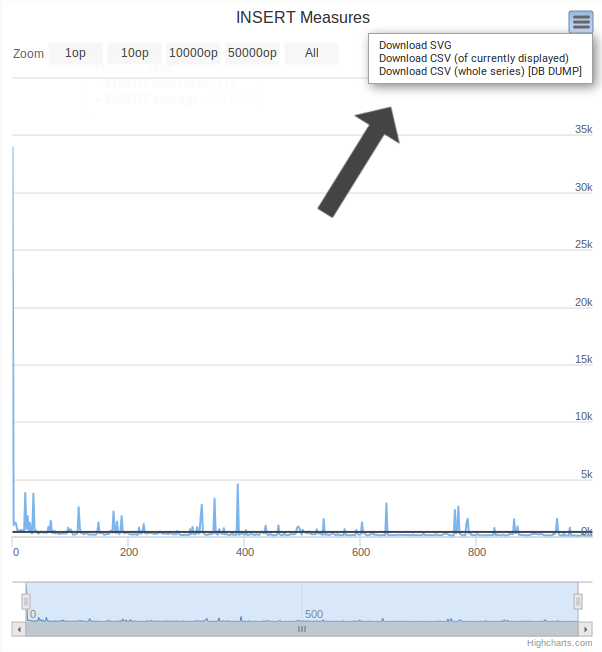 INSERT Measures
Zoom 1op 10op 10000op 50000op All
Download SVG
Download CSV (of currently displayed)
Download CSV (whole series) [DB DUMP]
35k
30k
25k
20k
15k
10k
5k
0k
0 200 400 600 800
0 500
Highcharts.com